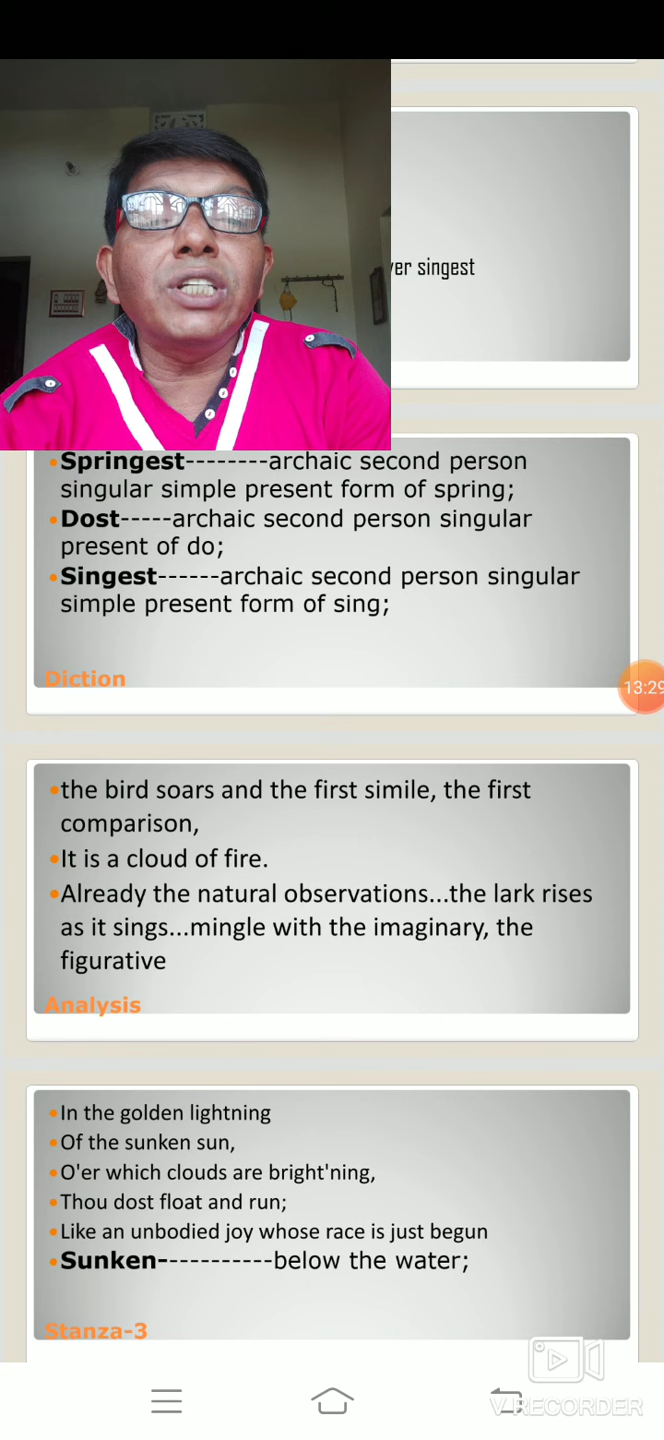 singest
• Springest--------archaic second person
singular simple present form of spring;
• Dost-----archaic second person singular
present of do;
• Singest------archaic second person singular
simple present form of sing;
Diction
13:29
• the bird soars and the first simile, the first
comparison,
• It is a cloud of fire.
• Already the natural observations...the lark rises
as it sings...mingle with the imaginary, the
figurative
Analysis
• In the golden lightning
• Of the sunken sun,
• O'er which clouds are bright'ning,
• Thou dost float and run;
• Like an unbodied joy whose race is just begun
• Sunken-----------below the water;
Stanza-3
V RECORDER